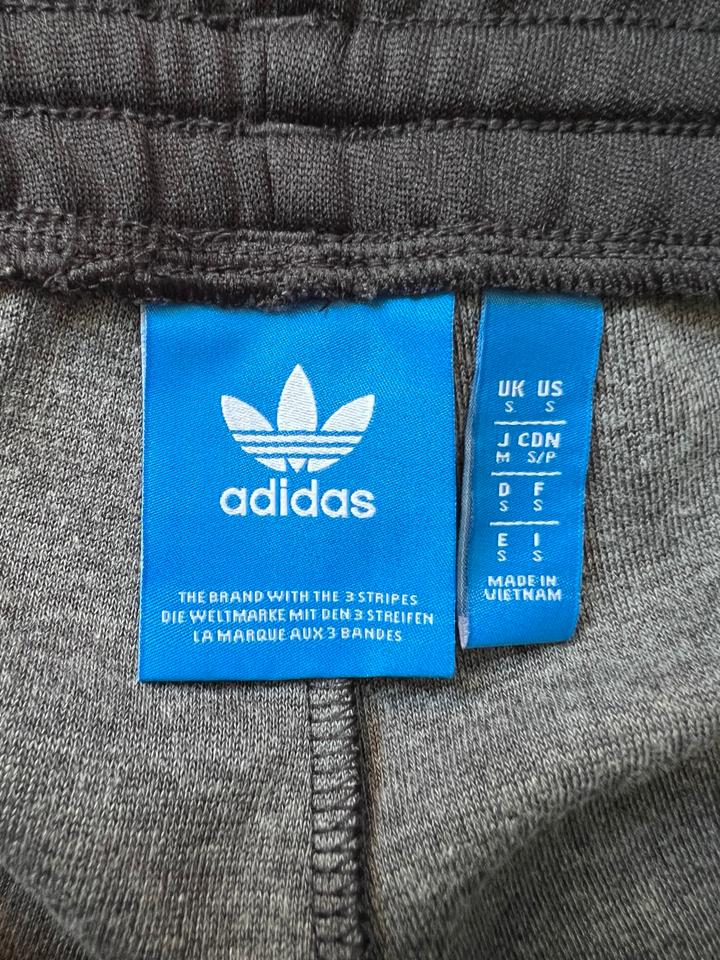 adidas
THE BRAND WITH THE 3 STRIPES
DIE WELTMARKE MIT DEN 3 STREIFEN
LA MARQUE AUX 3 BANDES
UK US
S S
J CDN
M S/P
D F
S S
E I
S S
MADE IN
VIETNAM